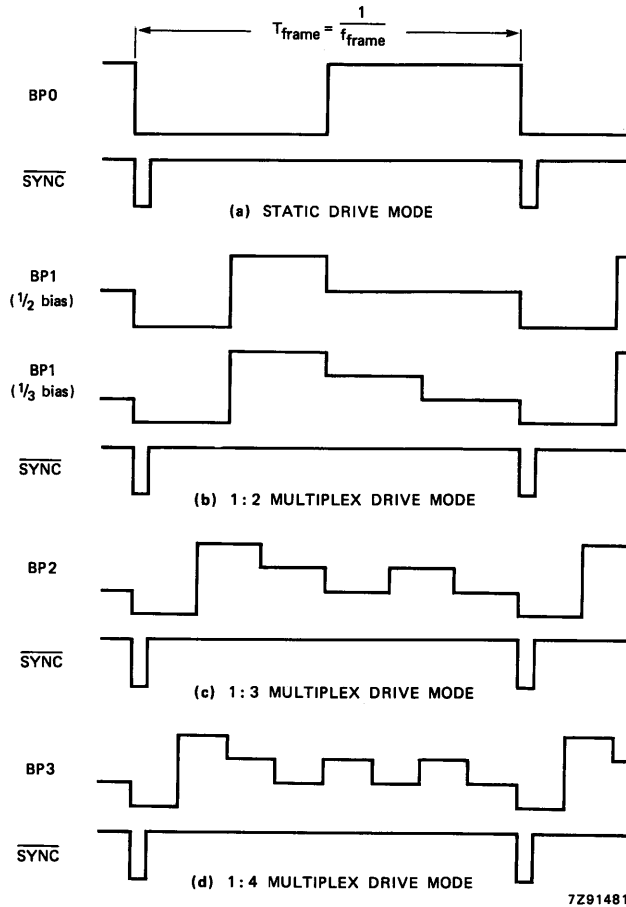 T_frame = 1 / f_frame
BP0
SYNC
(a) STATIC DRIVE MODE
BP1
(1/2 bias)
BP1
(1/3 bias)
SYNC
(b) 1 : 2 MULTIPLEX DRIVE MODE
BP2
SYNC
(c) 1 : 3 MULTIPLEX DRIVE MODE
BP3
SYNC
(d) 1 : 4 MULTIPLEX DRIVE MODE
7Z91481